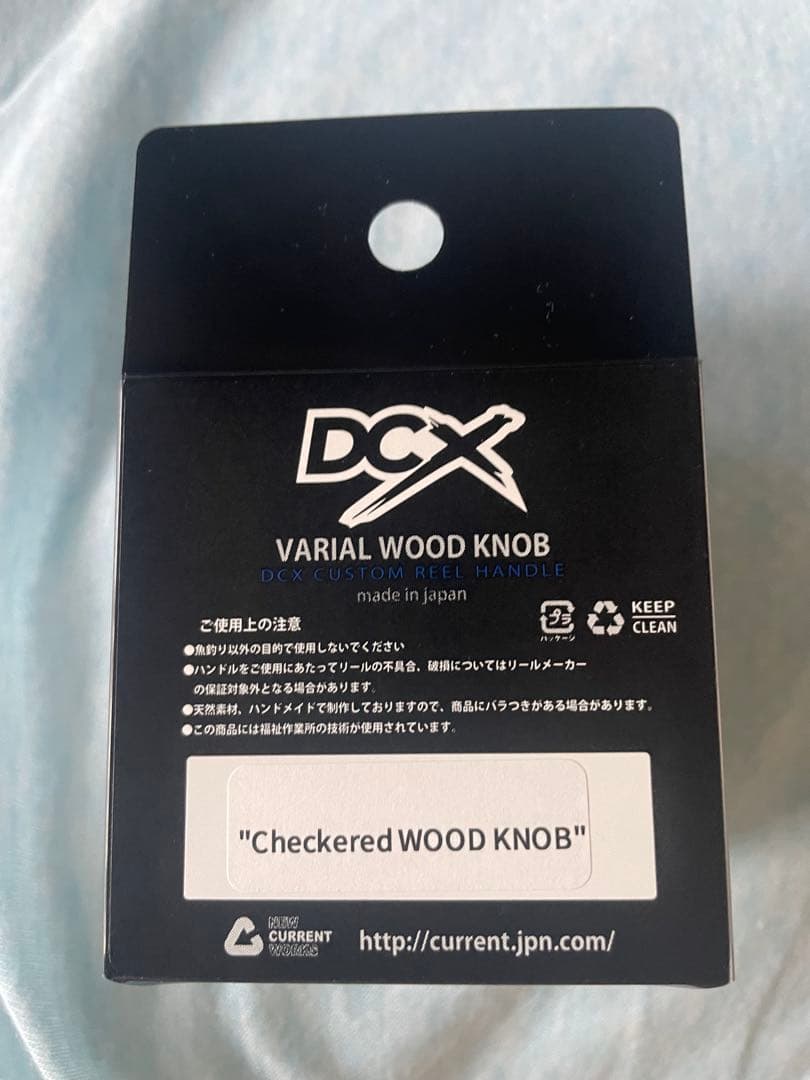 DCX
VARIAL WOOD KNOB
DCX CUSTOM REEL HANDLE
made in japan
ご使用上の注意
プラ
パッケージ
KEEP
CLEAN
●魚釣り以外の目的で使用しないでください
●ハンドルをご使用にあたってリールの不具合、破損についてはリールメーカー
の保証対象外となる場合があります。
●天然素材、ハンドメイドで制作しておりますので、商品にバラつきがある場合があります。
●この商品には福祉作業所の技術が使用されています。
"Checkered WOOD KNOB"
NEW
CURRENT
WORKS
http://current.jpn.com/